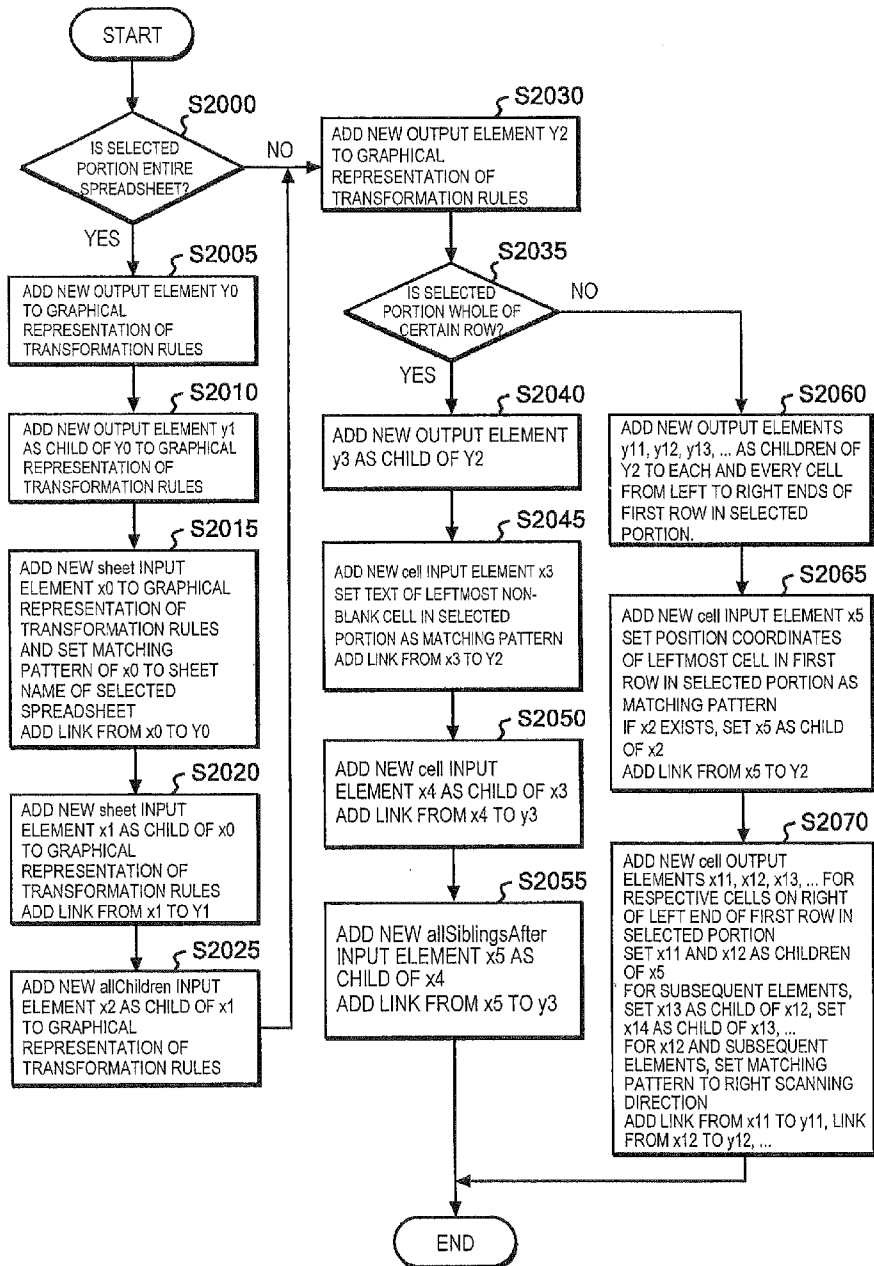 START
S2000
IS SELECTED
PORTION ENTIRE
SPREADSHEET?
NO
YES
S2005
ADD NEW OUTPUT ELEMENT Y0
TO GRAPHICAL
REPRESENTATION OF
TRANSFORMATION RULES
S2010
ADD NEW OUTPUT ELEMENT y1
AS CHILD OF Y0 TO GRAPHICAL
REPRESENTATION OF
TRANSFORMATION RULES
S2015
ADD NEW sheet INPUT
ELEMENT x0 TO GRAPHICAL
REPRESENTATION OF
TRANSFORMATION RULES
AND SET MATCHING
PATTERN OF x0 TO SHEET
NAME OF SELECTED
SPREADSHEET
ADD LINK FROM x0 TO Y0
S2020
ADD NEW sheet INPUT
ELEMENT x1 AS CHILD OF x0
TO GRAPHICAL
REPRESENTATION OF
TRANSFORMATION RULES
ADD LINK FROM x1 TO Y1
S2025
ADD NEW allChildren INPUT
ELEMENT x2 AS CHILD OF x1
TO GRAPHICAL
REPRESENTATION OF
TRANSFORMATION RULES
S2030
ADD NEW OUTPUT ELEMENT Y2
TO GRAPHICAL
REPRESENTATION OF
TRANSFORMATION RULES
S2035
IS SELECTED
PORTION WHOLE OF
CERTAIN ROW?
NO
YES
S2040
ADD NEW OUTPUT ELEMENT
y3 AS CHILD OF Y2
S2045
ADD NEW cell INPUT ELEMENT x3
SET TEXT OF LEFTMOST NON-
BLANK CELL IN SELECTED
PORTION AS MATCHING PATTERN
ADD LINK FROM x3 TO Y2
S2050
ADD NEW cell INPUT
ELEMENT x4 AS CHILD OF x3
ADD LINK FROM x4 TO y3
S2055
ADD NEW allSiblingsAfter
INPUT ELEMENT x5 AS
CHILD OF x4
ADD LINK FROM x5 TO y3
S2060
ADD NEW OUTPUT ELEMENTS
y11, y12, y13, ... AS CHILDREN OF
Y2 TO EACH AND EVERY CELL
FROM LEFT TO RIGHT ENDS OF
FIRST ROW IN SELECTED
PORTION.
S2065
ADD NEW cell INPUT ELEMENT x5
SET POSITION COORDINATES
OF LEFTMOST CELL IN FIRST
ROW IN SELECTED PORTION AS
MATCHING PATTERN
IF x2 EXISTS, SET x5 AS CHILD
OF x2
ADD LINK FROM x5 TO Y2
S2070
ADD NEW cell OUTPUT
ELEMENTS x11, x12, x13, ... FOR
RESPECTIVE CELLS ON RIGHT
OF LEFT END OF FIRST ROW IN
SELECTED PORTION
SET x11 AND x12 AS CHILDREN
OF x5
FOR SUBSEQUENT ELEMENTS,
SET x13 AS CHILD OF x12, SET
x14 AS CHILD OF x13, ...
FOR x12 AND SUBSEQUENT
ELEMENTS, SET MATCHING
PATTERN TO RIGHT SCANNING
DIRECTION
ADD LINK FROM x11 TO y11, LINK
FROM x12 TO y12, ...
END